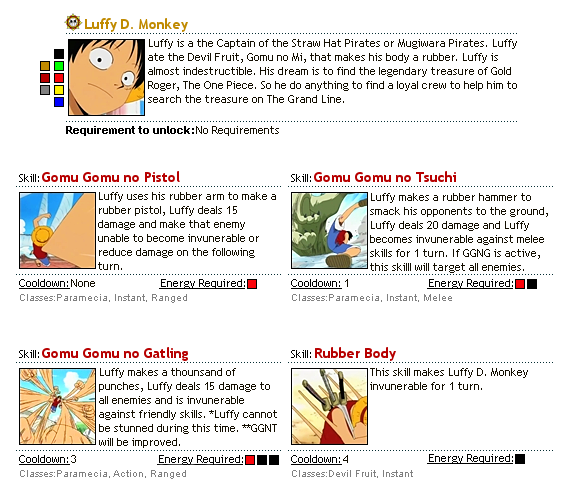 Luffy D. Monkey
Luffy is a the Captain of the Straw Hat Pirates or Mugiwara Pirates. Luffy
ate the Devil Fruit, Gomu no Mi, that makes his body a rubber. Luffy is
almost indestructible. His dream is to find the legendary treasure of Gold
Roger, The One Piece. So he do anything to find a loyal crew to help him to
search the treasure on The Grand Line.
Requirement to unlock:No Requirements
Skill:Gomu Gomu no Pistol
Luffy uses his rubber arm to make a
rubber pistol, Luffy deals 15
damage and make that enemy
unable to become invunerable or
reduce damage on the following
turn.
Cooldown:None Energy Required:
Classes:Paramecia, Instant, Ranged
Skill:Gomu Gomu no Tsuchi
Luffy makes a rubber hammer to
smack his opponents to the ground,
Luffy deals 20 damage and Luffy
becomes invunerable against melee
skills for 1 turn. If GGNG is active,
this skilll will target all enemies.
Cooldown: 1 Energy Required:
Classes:Paramecia, Instant, Melee
Skill:Gomu Gomu no Gatling
Luffy makes a thounsand of
punches, Luffy deals 15 damage to
all enemies and is invunerable
against friendly skills. *Luffy cannot
be stunned during this time. **GGNT
will be improved.
Cooldown:3 Energy Required:
Classes:Paramecia, Action, Ranged
Skill:Rubber Body
This skill makes Luffy D. Monkey
invunerable for 1 turn.
Cooldown:4 Energy Required:
Classes:Devil Fruit, Instant